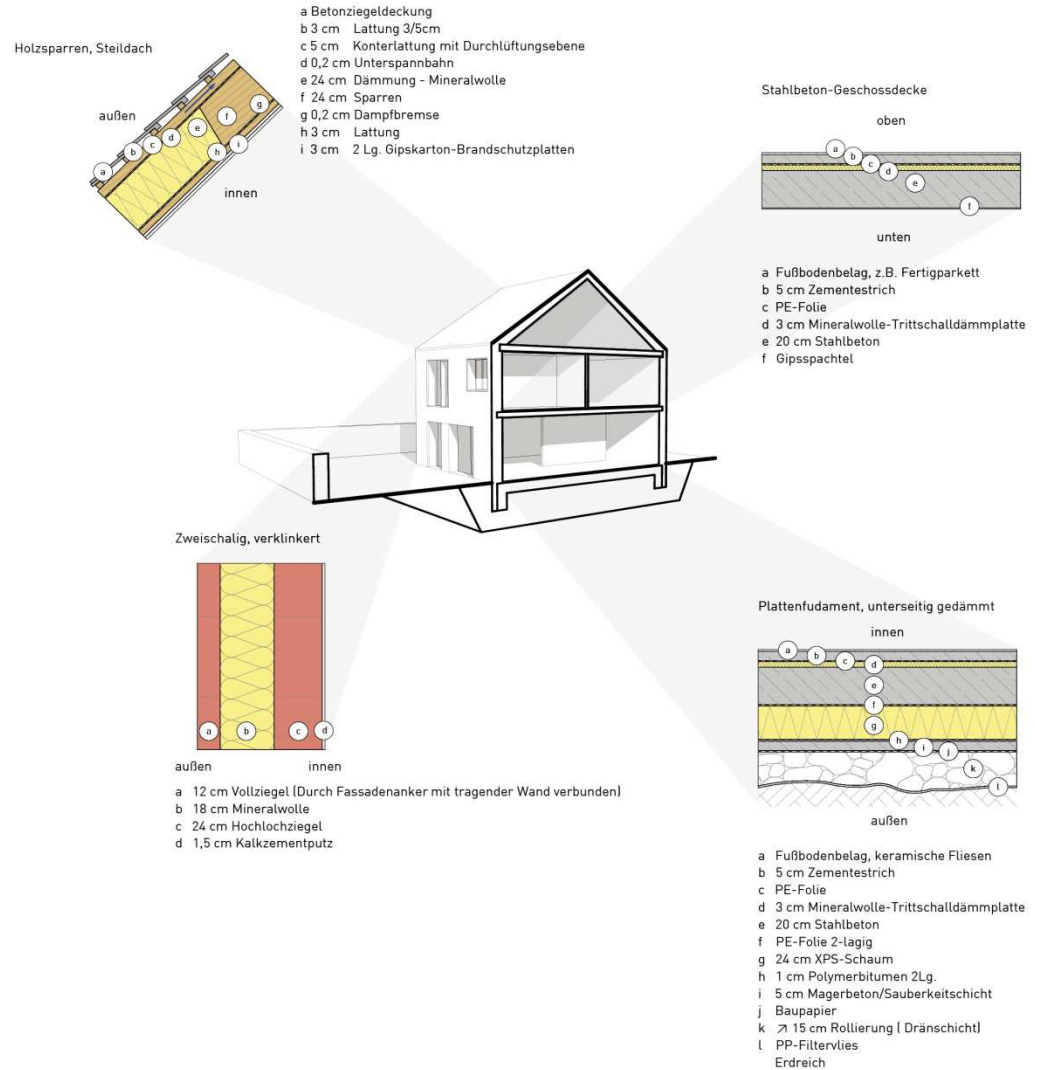 Holzsparren, Steildach
außen
innen
a
b
c
d
e
f
g
h
i
a Betonziegeldeckung
b 3 cm Lattung 3/5cm
c 5 cm Konterlattung mit Durchlüftungsebene
d 0,2 cm Unterspannbahn
e 24 cm Dämmung - Mineralwolle
f 24 cm Sparren
g 0,2 cm Dampfbremse
h 3 cm Lattung
i 3 cm 2 Lg. Gipskarton-Brandschutzplatten
Stahlbeton-Geschossdecke
oben
a
b
c
d
e
f
unten
a Fußbodenbelag, z.B. Fertigparkett
b 5 cm Zementestrich
c PE-Folie
d 3 cm Mineralwolle-Trittschalldämmplatte
e 20 cm Stahlbeton
f Gipsspachtel
Zweischalig, verklinkert
a b c d
außen innen
a 12 cm Vollziegel (Durch Fassadenanker mit tragender Wand verbunden)
b 18 cm Mineralwolle
c 24 cm Hochlochziegel
d 1,5 cm Kalkzementputz
Plattenfudament, unterseitig gedämmt
innen
a
b
c
d
e
f
g
h
i
j
k
l
außen
a Fußbodenbelag, keramische Fliesen
b 5 cm Zementestrich
c PE-Folie
d 3 cm Mineralwolle-Trittschalldämmplatte
e 20 cm Stahlbeton
f PE-Folie 2-lagig
g 24 cm XPS-Schaum
h 1 cm Polymerbitumen 2Lg.
i 5 cm Magerbeton/Sauberkeitschicht
j Baupapier
k ↗ 15 cm Rollierung ( Dränschicht)
l PP-Filtervlies
Erdreich